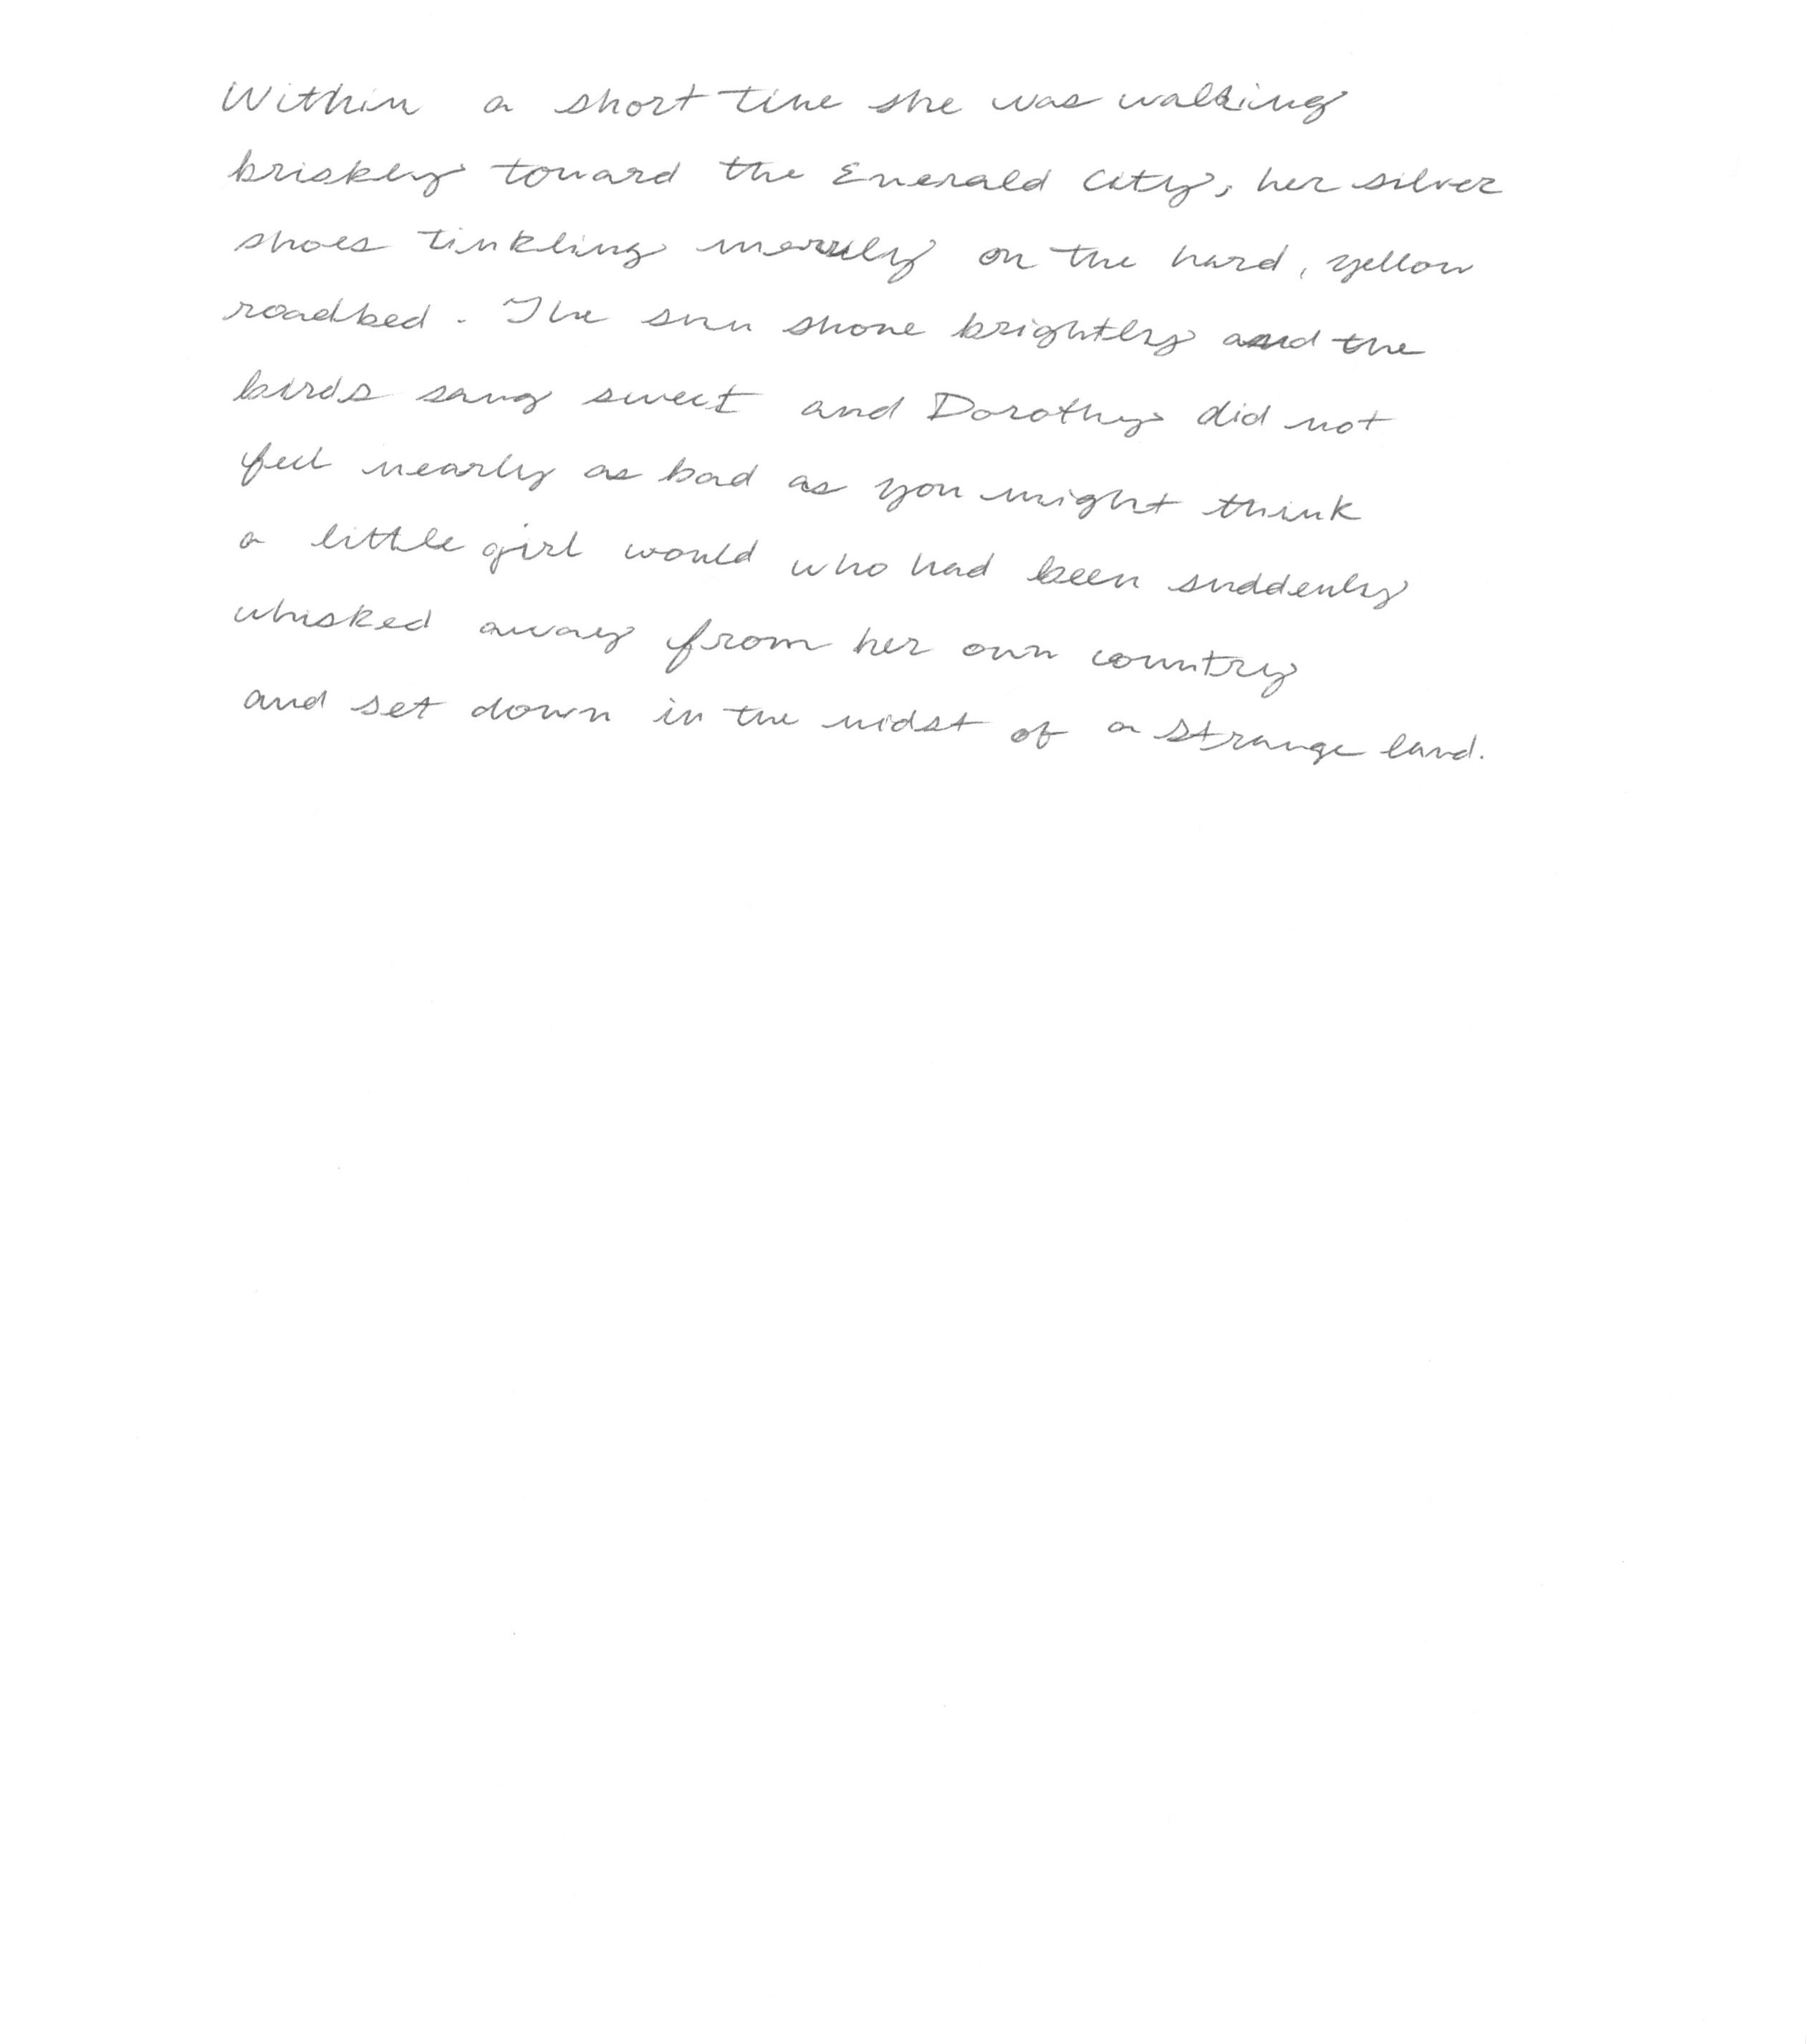 Within a short time she was walking
briskly toward the Emerald City, her silver
shoes tinkling merrily on the hard, yellow
roadbed. The sun shone brightly and the
birds sang sweet and Dorothy did not
feel nearly as bad as you might think
a little girl would who had been suddenly
whisked away from her own country
and set down in the midst of a strange land.